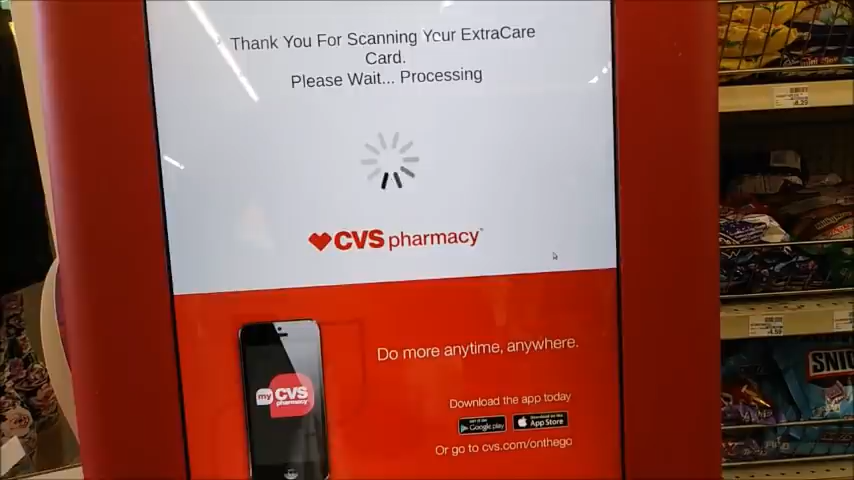 Thank You For Scanning Your ExtraCare
Card.
Please Wait... Processing
CVS pharmacy
Do more anytime, anywhere.
my CVS
pharmacy
Download the app today
Google play
App Store
Or go to cvs.com/onthego
SNIC